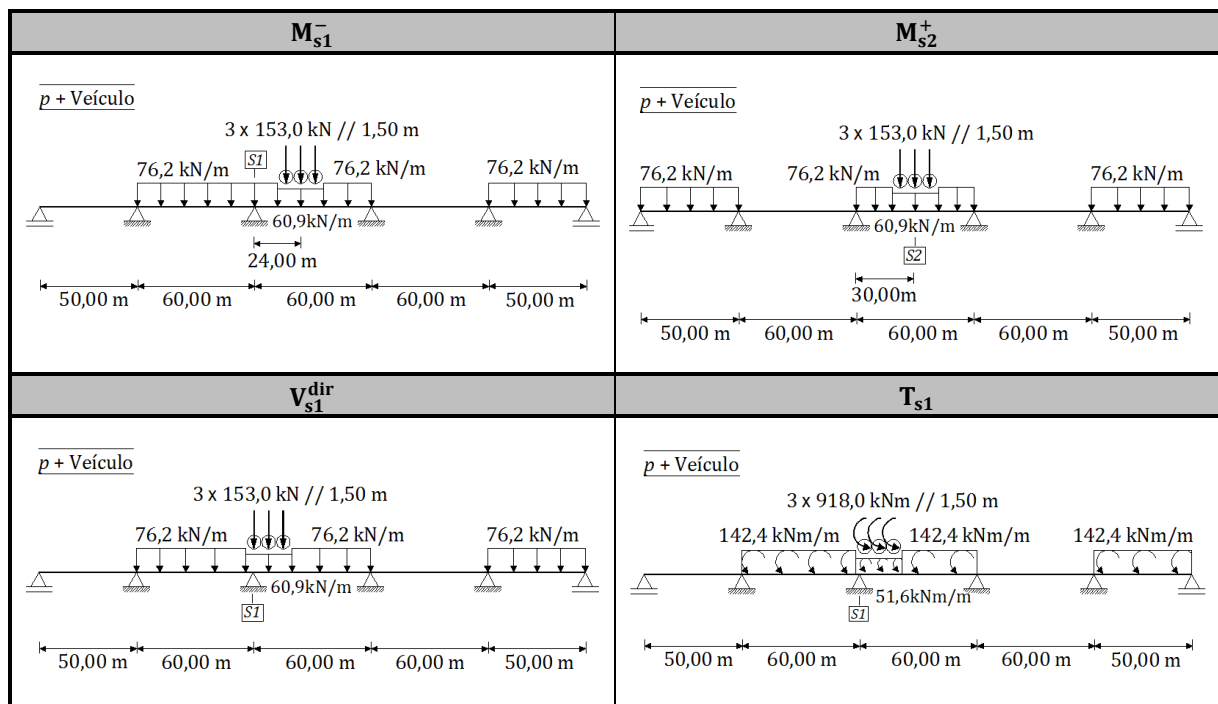 M⁻s1
M⁺s2
p + Veículo
3 x 153,0 kN // 1,50 m
76,2 kN/m S1 76,2 kN/m 76,2 kN/m
60,9kN/m
24,00 m
50,00 m 60,00 m 60,00 m 60,00 m 50,00 m
p + Veículo
3 x 153,0 kN // 1,50 m
76,2 kN/m 76,2 kN/m 76,2 kN/m
60,9kN/m
S2
30,00m
50,00 m 60,00 m 60,00 m 60,00 m 50,00 m
V dir s1
T s1
p + Veículo
3 x 153,0 kN // 1,50 m
76,2 kN/m 76,2 kN/m 76,2 kN/m
60,9kN/m
S1
50,00 m 60,00 m 60,00 m 60,00 m 50,00 m
p + Veículo
3 x 918,0 kNm // 1,50 m
142,4 kNm/m 142,4 kNm/m 142,4 kNm/m
51,6kNm/m
S1
50,00 m 60,00 m 60,00 m 60,00 m 50,00 m